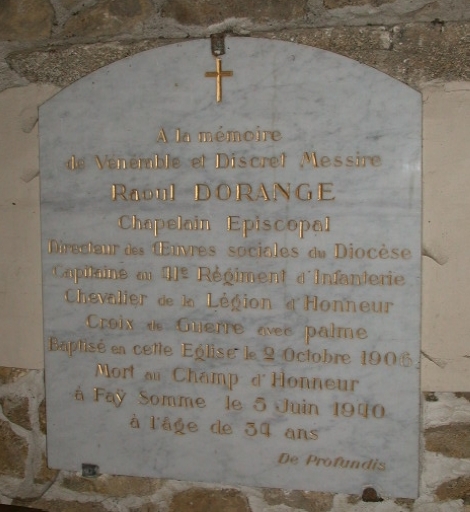 A la mémoire
de Vénérable et Discret Messire
Raoul DORANGE
Chapelain Episcopal
Directeur des Œuvres sociales du Diocèse
Capitaine au 41e Régiment d'Infanterie
Chevalier de la Légion d'Honneur
Croix de Guerre avec palme
Baptisé en cette Eglise le 2 Octobre 1906
Mort au Champ d'Honneur
à Faÿ Somme le 5 Juin 1940
à l'âge de 34 ans
De Profundis